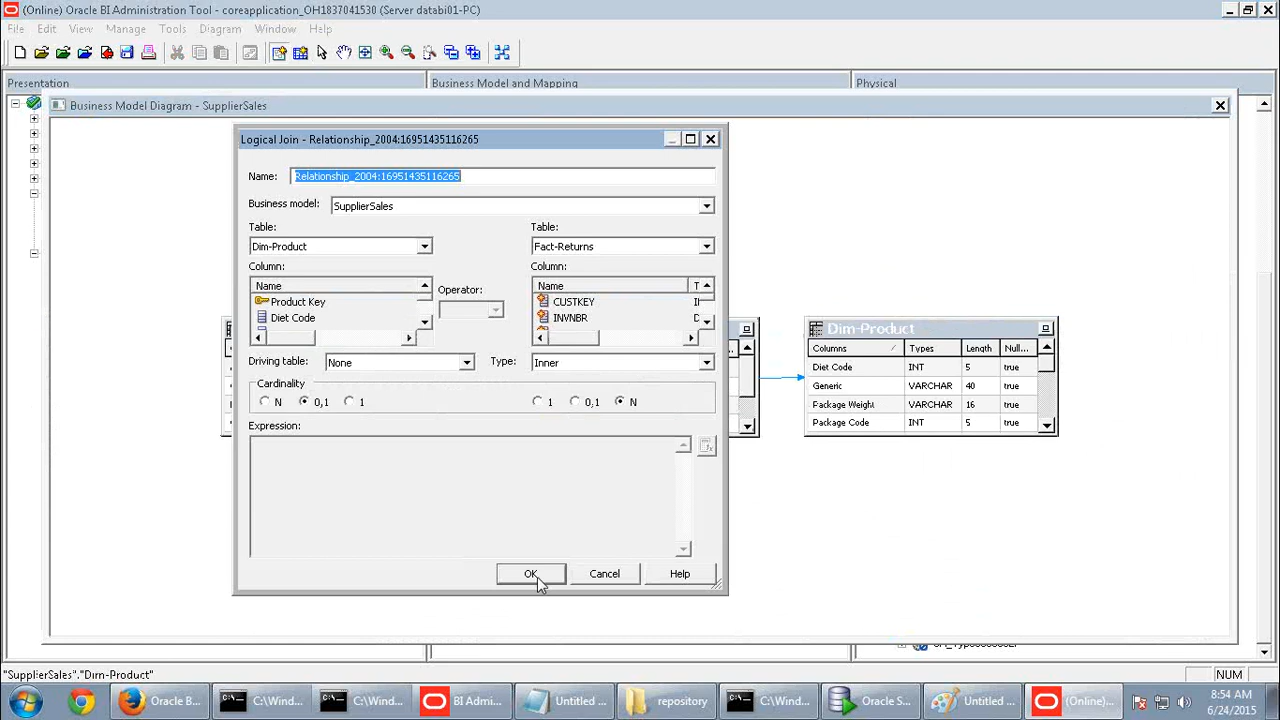 (Online) Oracle BI Administration Tool - coreapplication_OH1837041530 (Server databi01-PC)
File Edit View Manage Tools Diagram Window Help
Presentation Business Model and Mapping Physical
Business Model Diagram - SupplierSales
Logical Join - Relationship_2004:16951435116265
Name: Relationship_2004:16951435116265
Business model: SupplierSales
Table: Table:
Dim-Product Fact-Returns
Column: Column:
Name Operator: Name T
Product Key CUSTKEY
Diet Code INVNBR
Driving table: None Type: Inner
Cardinality
N 0,1 1 1 0,1 N
Expression:
OK Cancel Help
Dim-Product
Columns Types Length Null...
Diet Code INT 5 true
Generic VARCHAR 40 true
Package Weight VARCHAR 16 true
Package Code INT 5 true
"SupplierSales"."Dim-Product" NUM
Oracle B... C:\Wind... C:\Wind... BI Admi... Untitled ... repository C:\Wind... Oracle S... Untitled ... (Online)... 8:54 AM
6/24/2015